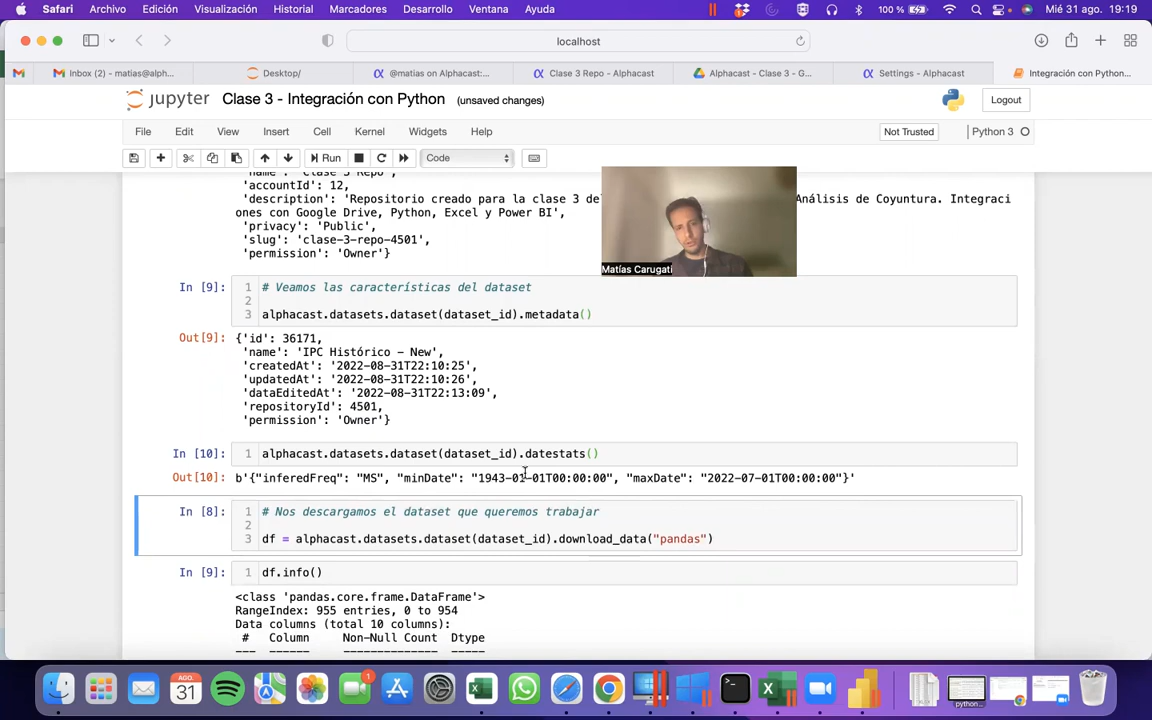 Safari Archivo Edición Visualización Historial Marcadores Desarrollo Ventana Ayuda 100 % Mié 31 ago. 19:19
localhost
Inbox (2) - matias@alph... Desktop/ @matias on Alphacast:... Clase 3 Repo - Alphacast Alphacast - Clase 3 - G... Settings - Alphacast Integración con Python...
jupyter Clase 3 - Integración con Python (unsaved changes) Logout
File Edit View Insert Cell Kernel Widgets Help Not Trusted Python 3
Run Code
'name': 'Clase 3 Repo',
'accountId': 12,
'description': 'Repositorio creado para la clase 3 de Análisis de Coyuntura. Integraci
ones con Google Drive, Python, Excel y Power BI',
'privacy': 'Public',
'slug': 'clase-3-repo-4501',
'permission': 'Owner'}
Matías Carugati
In [9]: 1 # Veamos las características del dataset
2
3 alphacast.datasets.dataset(dataset_id).metadata()
Out[9]: {'id': 36171,
'name': 'IPC Histórico - New',
'createdAt': '2022-08-31T22:10:25',
'updatedAt': '2022-08-31T22:10:26',
'dataEditedAt': '2022-08-31T22:13:09',
'repositoryId': 4501,
'permission': 'Owner'}
In [10]: 1 alphacast.datasets.dataset(dataset_id).datestats()
Out[10]: b'{"inferedFreq": "MS", "minDate": "1943-01-01T00:00:00", "maxDate": "2022-07-01T00:00:00"}'
In [8]: 1 # Nos descargamos el dataset que queremos trabajar
2
3 df = alphacast.datasets.dataset(dataset_id).download_data("pandas")
In [9]: 1 df.info()
<class 'pandas.core.frame.DataFrame'>
RangeIndex: 955 entries, 0 to 954
Data columns (total 10 columns):
# Column Non-Null Count Dtype
--- ------ -------------- -----
AGO.
31
1
python...